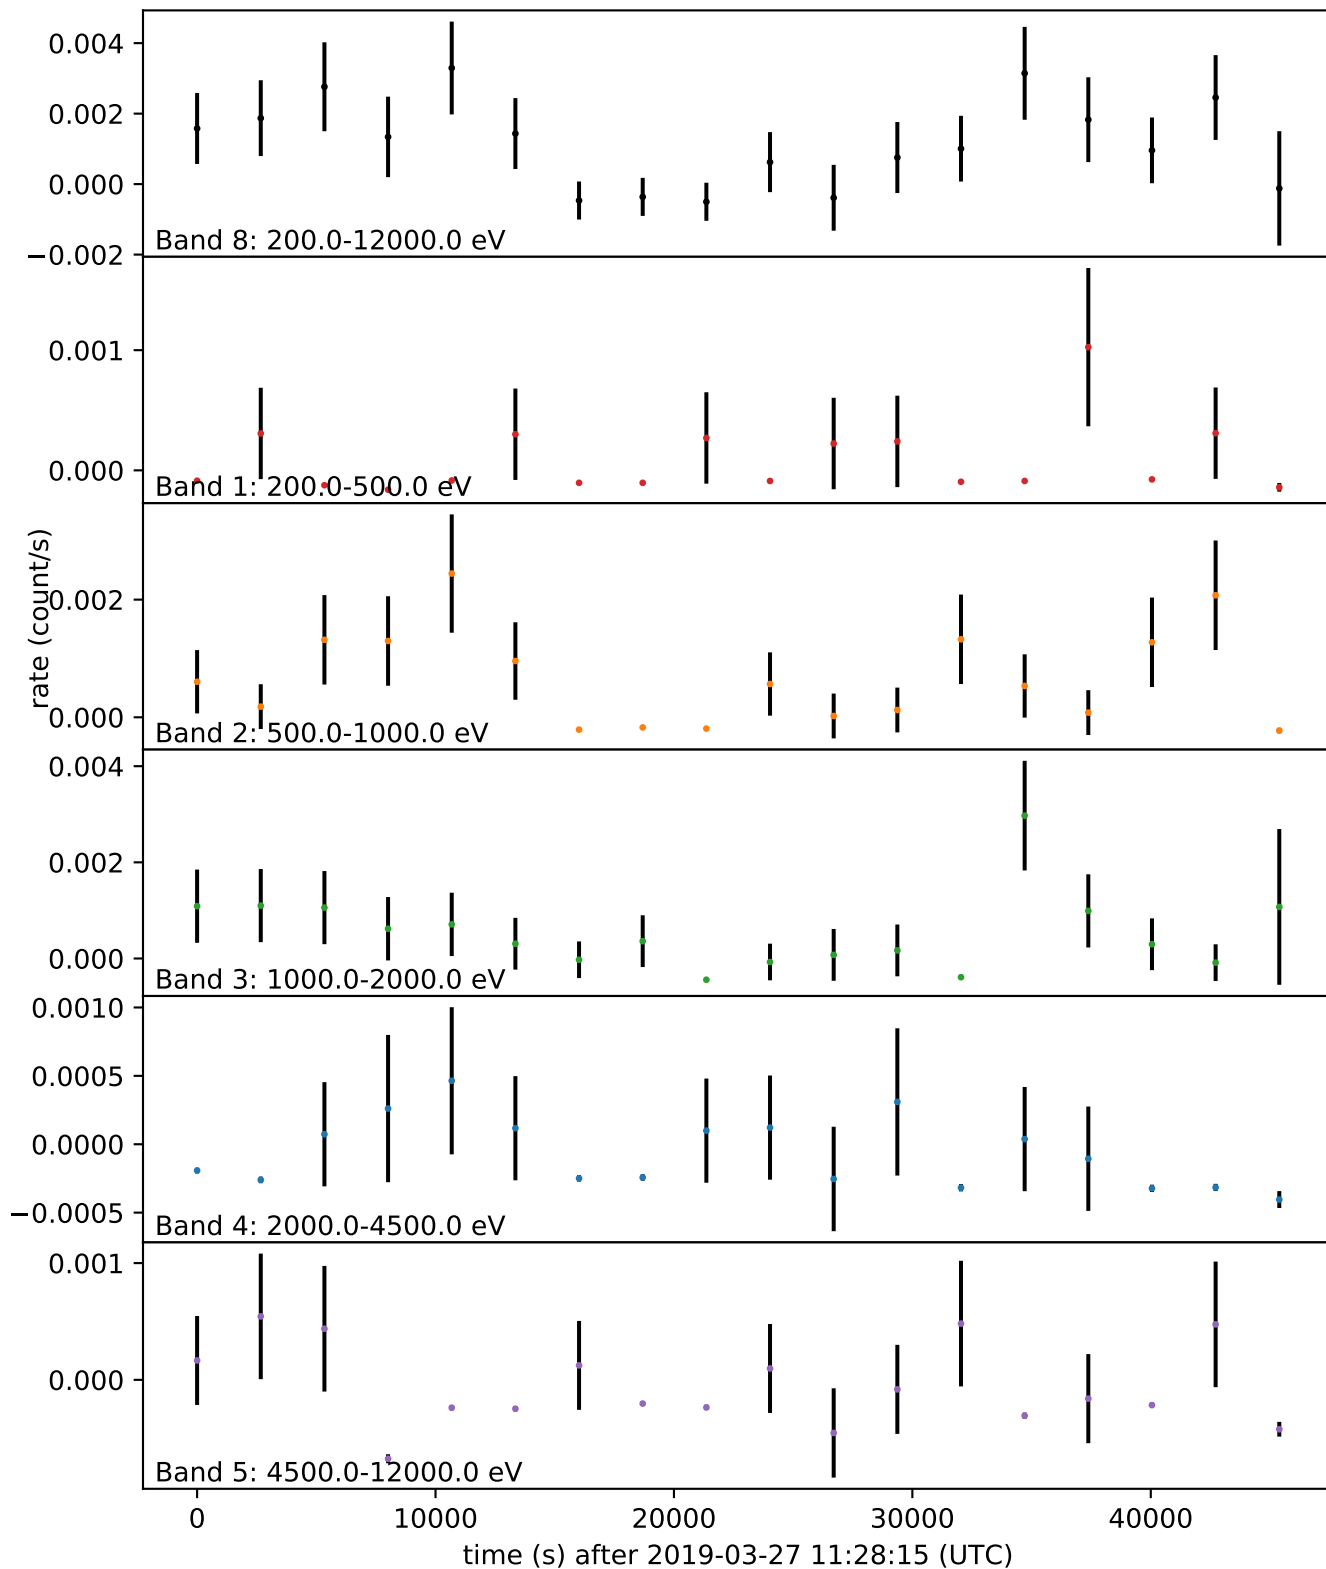 0.004
0.002
0.000
−0.002
Band 8: 200.0-12000.0 eV
0.001
0.000
Band 1: 200.0-500.0 eV
rate (count/s)
0.002
0.000
Band 2: 500.0-1000.0 eV
0.004
0.002
0.000
Band 3: 1000.0-2000.0 eV
0.0010
0.0005
0.0000
−0.0005
Band 4: 2000.0-4500.0 eV
0.001
0.000
Band 5: 4500.0-12000.0 eV
0 10000 20000 30000 40000
time (s) after 2019-03-27 11:28:15 (UTC)